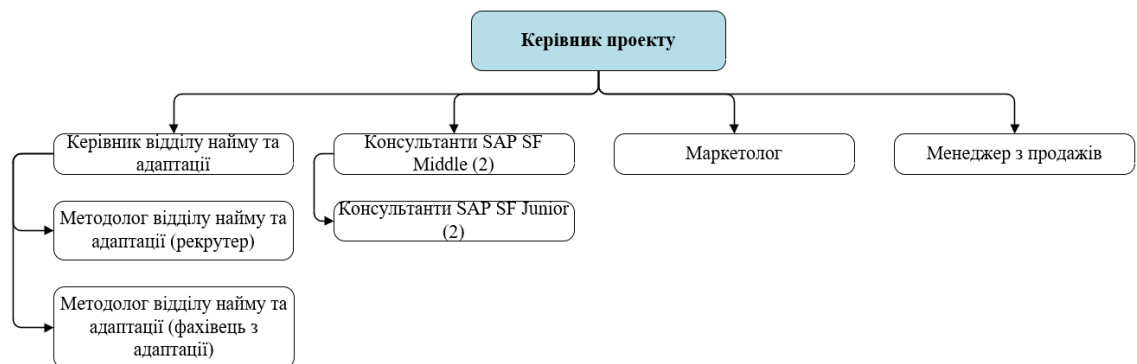 Керівник проекту
Керівник відділу найму та
адаптації
Консультанти SAP SF
Middle (2)
Маркетолог
Менеджер з продажів
Методолог відділу найму та
адаптації (рекрутер)
Консультанти SAP SF Junior
(2)
Методолог відділу найму та
адаптації (фахівець з
адаптації)